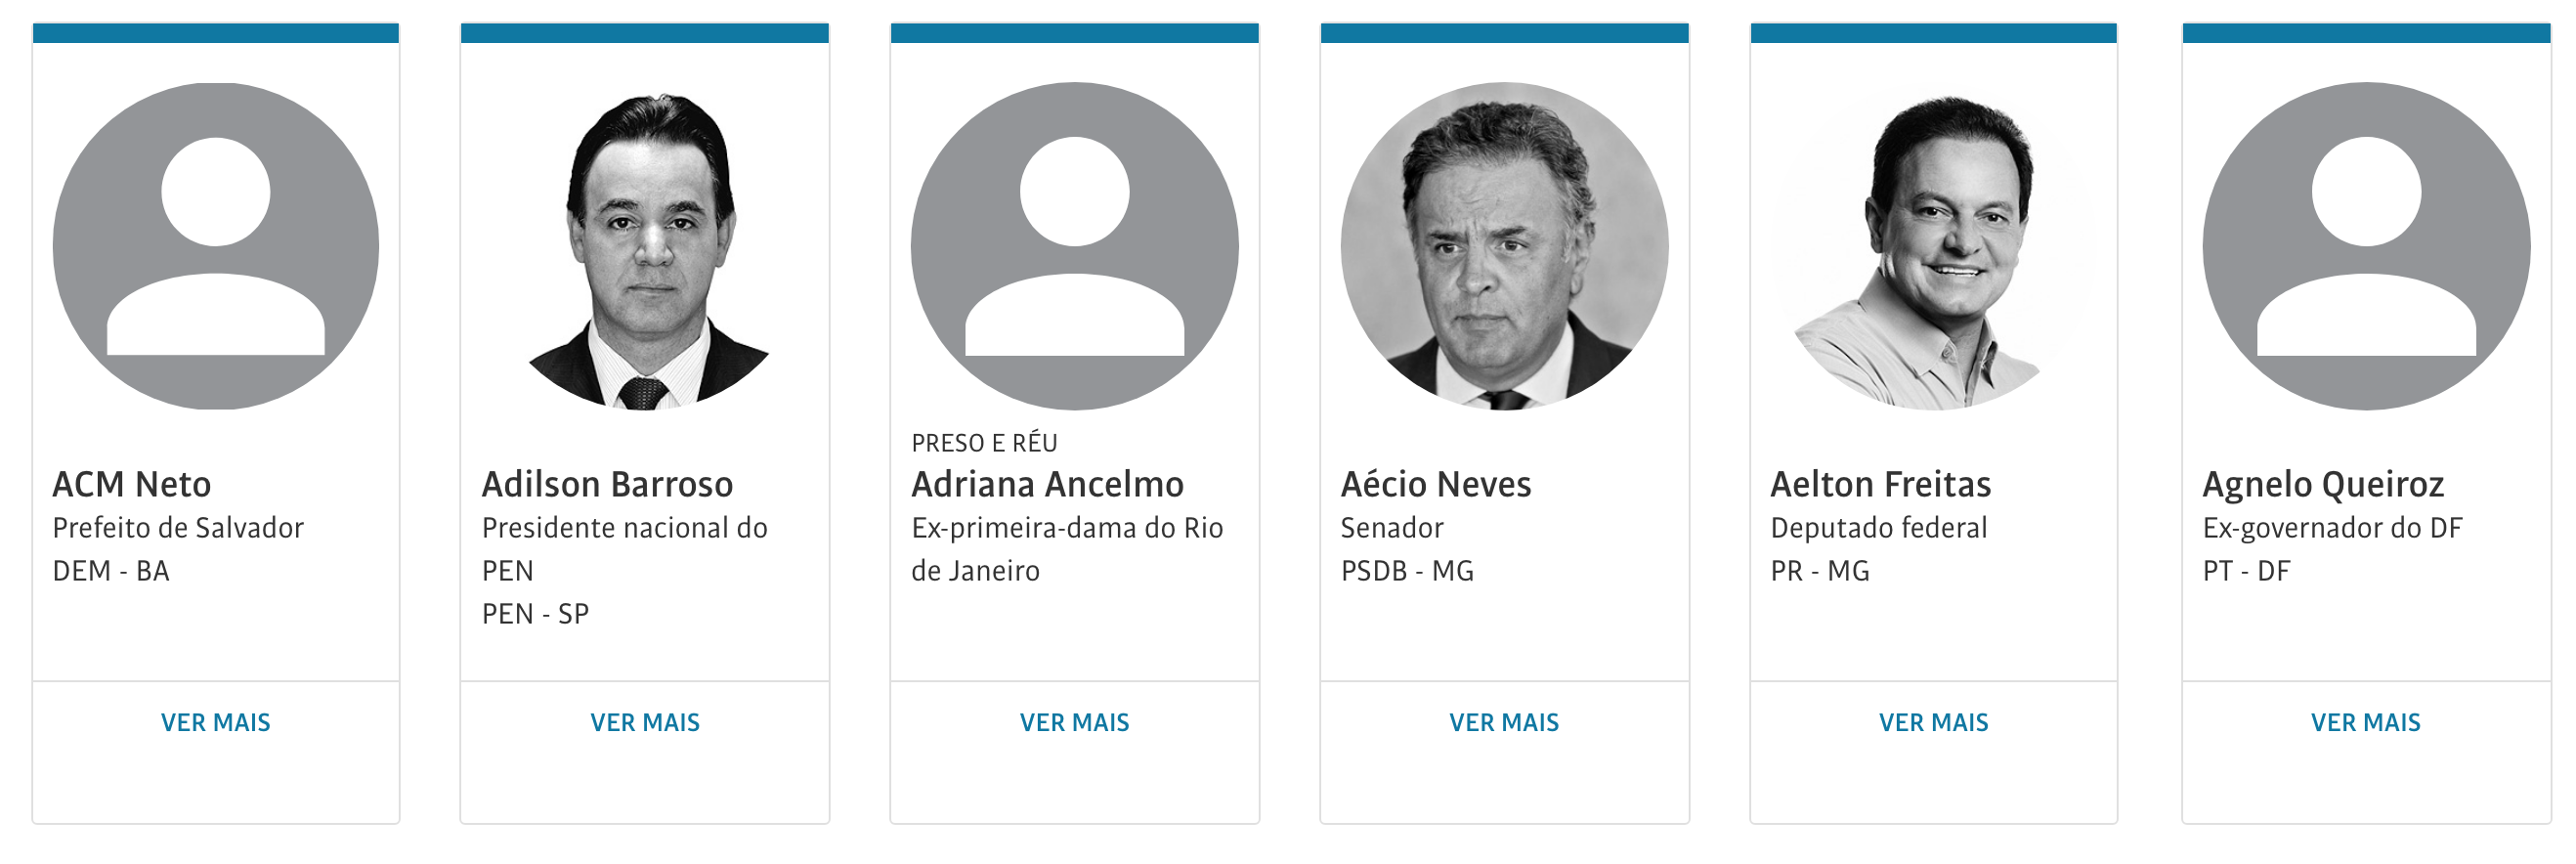 ACM Neto
Prefeito de Salvador
DEM - BA
VER MAIS
Adilson Barroso
Presidente nacional do
PEN
PEN - SP
VER MAIS
PRESO E RÉU
Adriana Ancelmo
Ex-primeira-dama do Rio
de Janeiro
VER MAIS
Aécio Neves
Senador
PSDB - MG
VER MAIS
Aelton Freitas
Deputado federal
PR - MG
VER MAIS
Agnelo Queiroz
Ex-governador do DF
PT - DF
VER MAIS